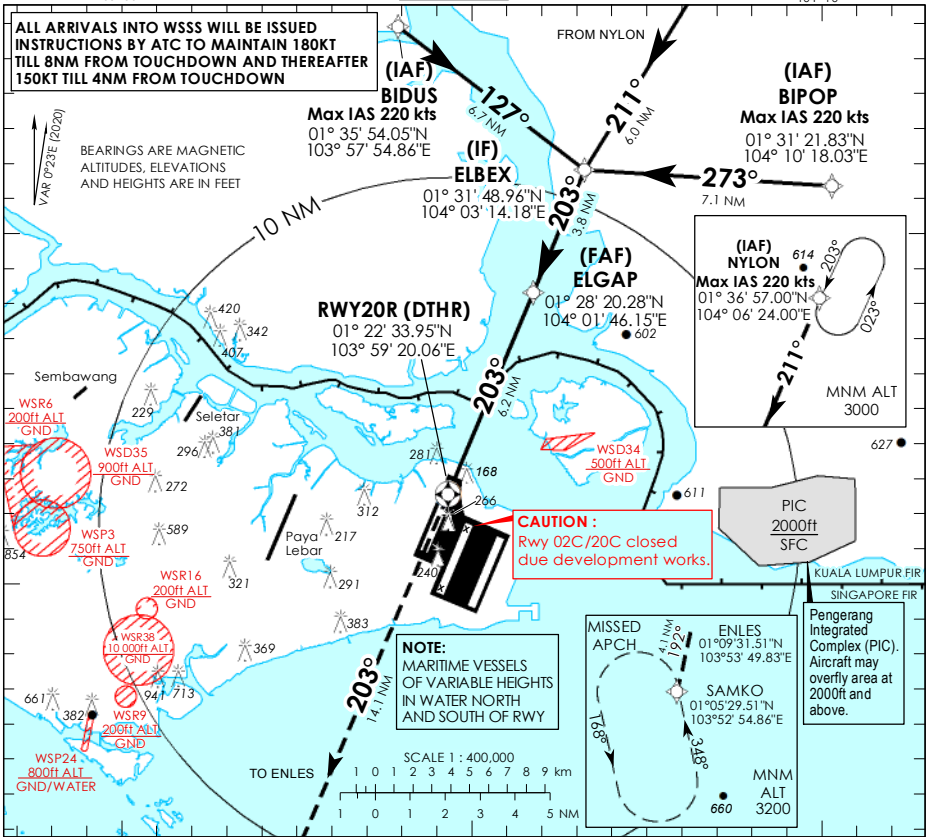 ALL ARRIVALS INTO WSSS WILL BE ISSUED
INSTRUCTIONS BY ATC TO MAINTAIN 180KT
TILL 8NM FROM TOUCHDOWN AND THEREAFTER
150KT TILL 4NM FROM TOUCHDOWN
FROM NYLON
(IAF)
BIDUS
Max IAS 220 kts
01° 35' 54.05"N
103° 57' 54.86"E
127°
6.7 NM
211°
6.0 NM
(IAF)
BIPOP
Max IAS 220 kts
01° 31' 21.83"N
104° 10' 18.03"E
VAR 0°23'E (2020)
BEARINGS ARE MAGNETIC
ALTITUDES, ELEVATIONS
AND HEIGHTS ARE IN FEET
(IF)
ELBEX
01° 31' 48.96"N
104° 03' 14.18"E
273°
7.1 NM
203°
3.8 NM
10 NM
(IAF)
NYLON
Max IAS 220 kts
01° 36' 57.00"N
104° 06' 24.00"E
614
203°
023°
211°
MNM ALT
3000
(FAF)
ELGAP
01° 28' 20.28"N
104° 01' 46.15"E
602
RWY20R (DTHR)
01° 22' 33.95"N
103° 59' 20.06"E
420
342
407
203°
6.2 NM
Sembawang
229
Seletar
381
296
WSR6
200ft ALT
GND
WSD35
900ft ALT
GND
272
281
168
266
312
WSD34
500ft ALT
GND
627
611
PIC
2000ft
SFC
WSP3
750ft ALT
GND
854
589
217
Paya
Lebar
CAUTION :
Rwy 02C/20C closed
due development works.
x
x
240
KUALA LUMPUR FIR
SINGAPORE FIR
WSR16
200ft ALT
GND
321
291
383
369
Pengerang
Integrated
Complex (PIC).
Aircraft may
overfly area at
2000ft and
above.
WSR38
10 000ft ALT
GND
NOTE:
MARITIME VESSELS
OF VARIABLE HEIGHTS
IN WATER NORTH
AND SOUTH OF RWY
MISSED
APCH
4.1 NM
192°
ENLES
01°09'31.51"N
103°53' 49.83"E
SAMKO
01°05'29.51"N
103°52' 54.86"E
168°
348°
660
MNM
ALT
3200
661
382
941
713
WSR9
200ft ALT
GND
WSP24
800ft ALT
GND/WATER
203°
14.1 NM
TO ENLES
SCALE 1 : 400,000
1 0 1 2 3 4 5 6 7 8 9 km
1 0 1 2 3 4 5 NM